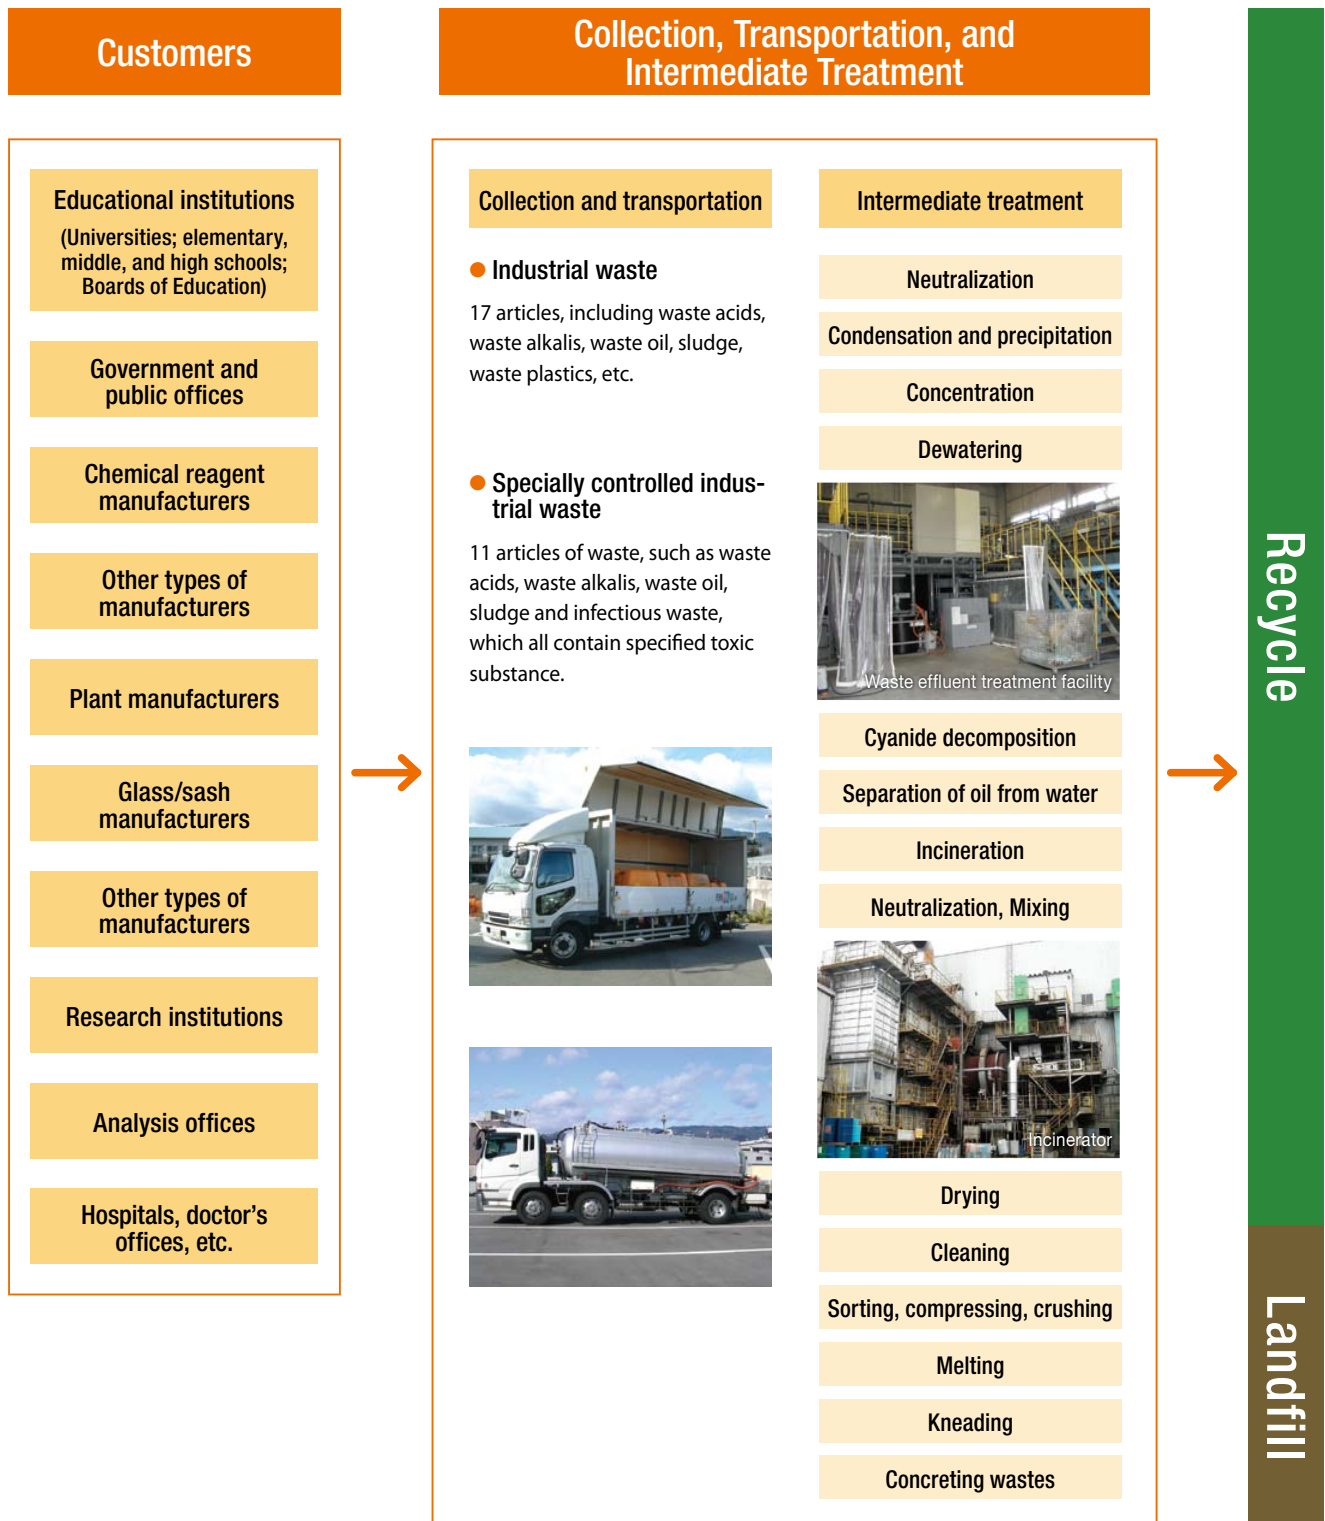 Customers
Collection, Transportation, and
Intermediate Treatment
Educational institutions
(Universities; elementary,
middle, and high schools;
Boards of Education)
Government and
public offices
Chemical reagent
manufacturers
Other types of
manufacturers
Plant manufacturers
Glass/sash
manufacturers
Other types of
manufacturers
Research institutions
Analysis offices
Hospitals, doctor’s
offices, etc.
Collection and transportation
● Industrial waste
17 articles, including waste acids,
waste alkalis, waste oil, sludge,
waste plastics, etc.
● Specially controlled indus-
trial waste
11 articles of waste, such as waste
acids, waste alkalis, waste oil,
sludge and infectious waste,
which all contain specified toxic
substance.
Intermediate treatment
Neutralization
Condensation and precipitation
Concentration
Dewatering
Waste effluent treatment facility
Cyanide decomposition
Separation of oil from water
Incineration
Neutralization, Mixing
Incinerator
Drying
Cleaning
Sorting, compressing, crushing
Melting
Kneading
Concreting wastes
Recycle
Landfill